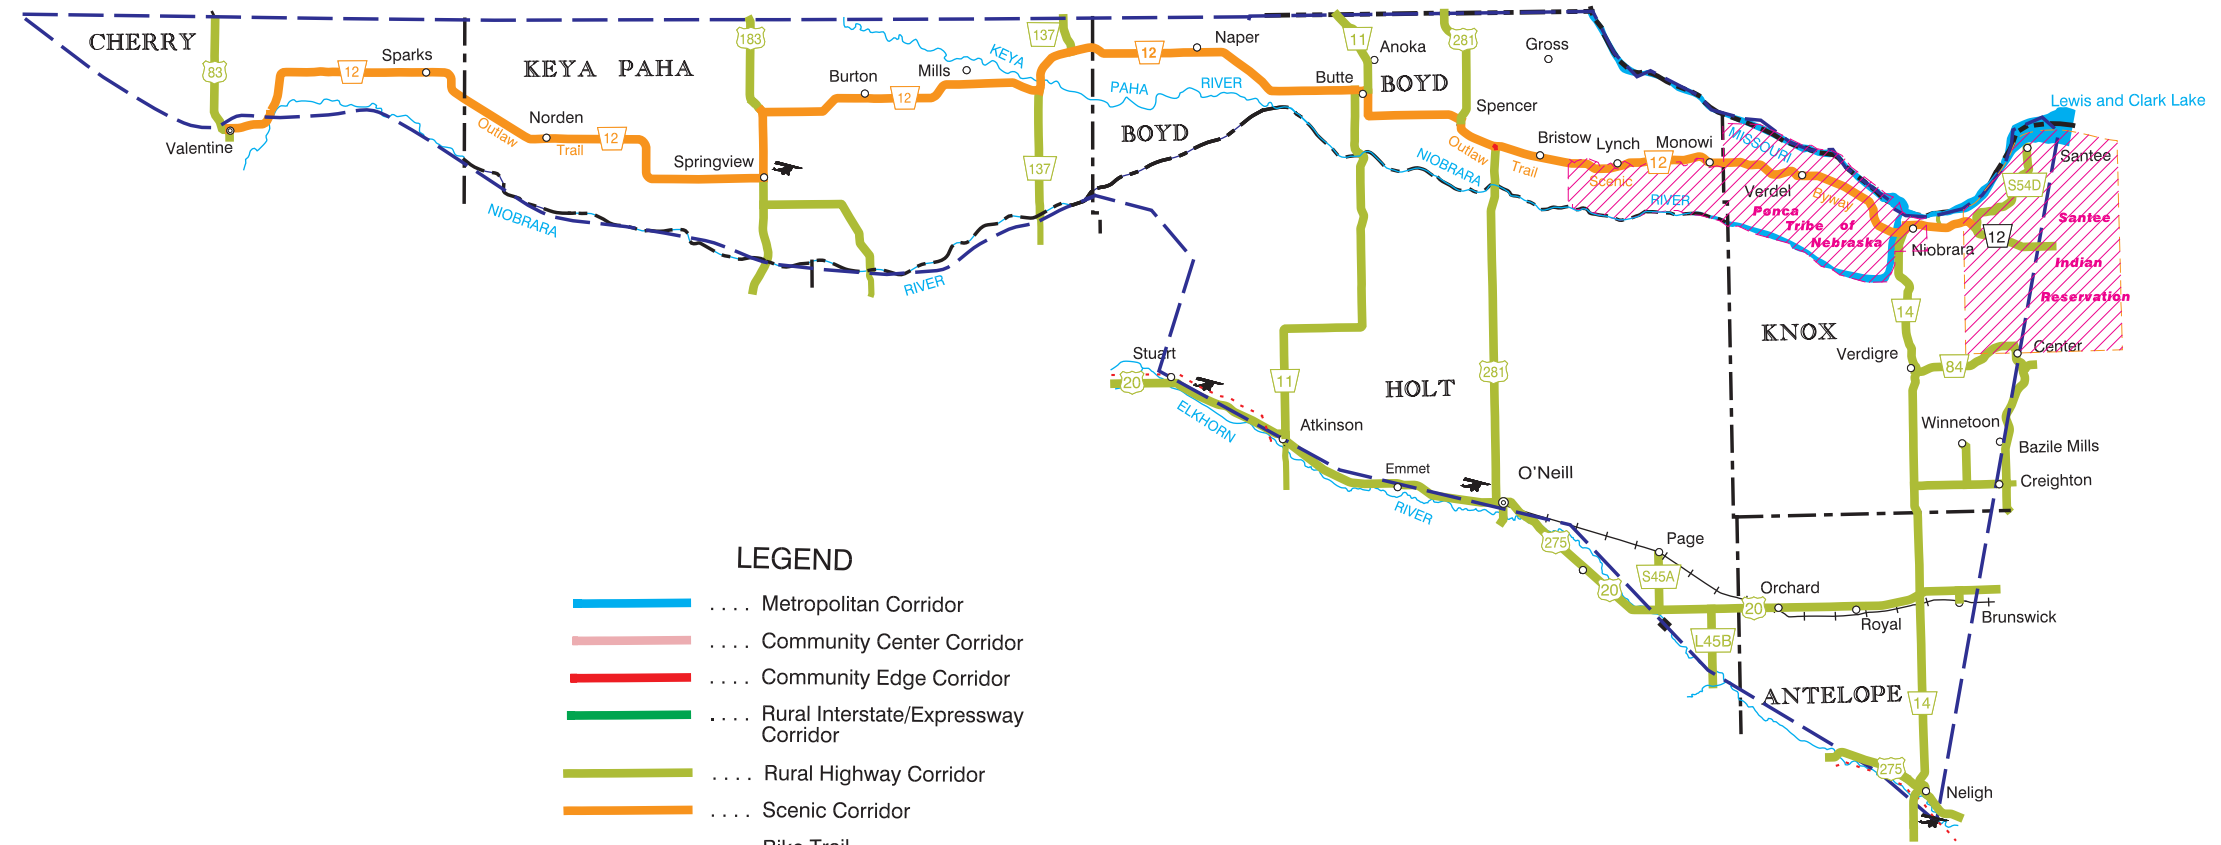 CHERRY
83
Sparks
12
Valentine
KEYA PAHA
Norden
Outlaw
Trail
12
Springview
183
Burton
Mills
12
KEYA
PAHA
RIVER
137
137
12
Naper
BOYD
NIOBRARA
RIVER
11
Anoka
Butte
BOYD
281
Gross
Spencer
Bristow
Lynch
Monowi
12
Outlaw
Trail
Scenic
Byway
NIOBRARA
RIVER
MISSOURI
Verdel
Ponca
Tribe of
Nebraska
Lewis and Clark Lake
Santee
S54D
Santee
Indian
Reservation
12
Niobrara
14
KNOX
Verdigre
84
Center
Winnetoon
Bazile Mills
Creighton
Stuart
20
ELKHORN
RIVER
11
Atkinson
HOLT
281
Emmet
O'Neill
275
20
Page
S45A
L45B
Orchard
20
Royal
Brunswick
ANTELOPE
14
275
Neligh
LEGEND
.... Metropolitan Corridor
.... Community Center Corridor
.... Community Edge Corridor
.... Rural Interstate/Expressway
Corridor
.... Rural Highway Corridor
.... Scenic Corridor
Bike Trail